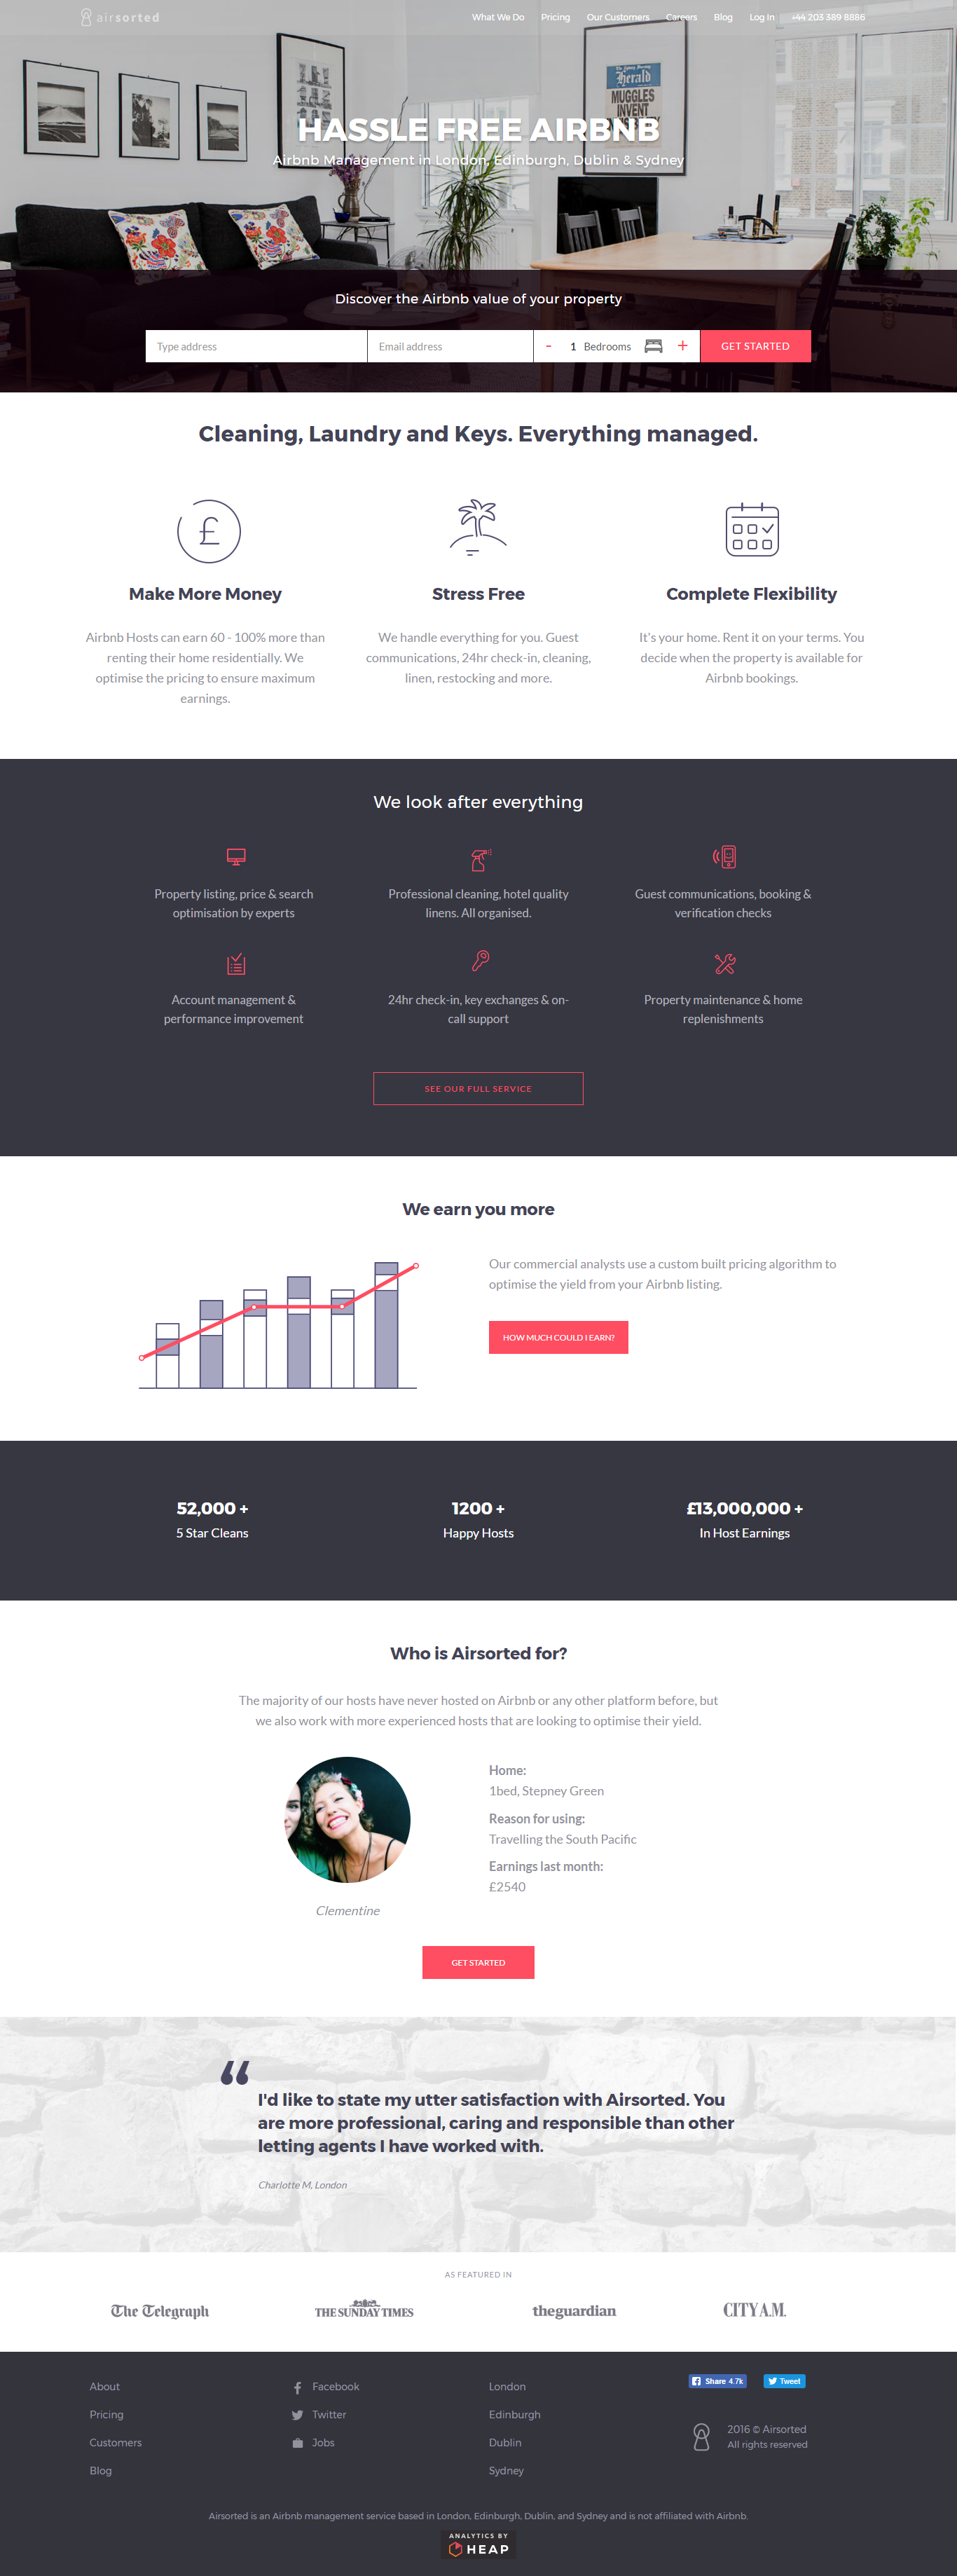 airsorted
What We Do
Pricing
Our Customers
Careers
Blog
Log In
+44 203 389 8886
The Sydney Morning
Herald
MUGGLES
INVENT
HASSLE FREE AIRBNB
Airbnb Management in London, Edinburgh, Dublin & Sydney
Discover the Airbnb value of your property
Type address
Email address
- 1 Bedrooms +
GET STARTED
Cleaning, Laundry and Keys. Everything managed.
£
Make More Money
Airbnb Hosts can earn 60 - 100% more than
renting their home residentially. We
optimise the pricing to ensure maximum
earnings.
Stress Free
We handle everything for you. Guest
communications, 24hr check-in, cleaning,
linen, restocking and more.
Complete Flexibility
It's your home. Rent it on your terms. You
decide when the property is available for
Airbnb bookings.
We look after everything
Property listing, price & search
optimisation by experts
Professional cleaning, hotel quality
linens. All organised.
Guest communications, booking &
verification checks
Account management &
performance improvement
24hr check-in, key exchanges & on-
call support
Property maintenance & home
replenishments
SEE OUR FULL SERVICE
We earn you more
Our commercial analysts use a custom built pricing algorithm to
optimise the yield from your Airbnb listing.
HOW MUCH COULD I EARN?
52,000 +
5 Star Cleans
1200 +
Happy Hosts
£13,000,000 +
In Host Earnings
Who is Airsorted for?
The majority of our hosts have never hosted on Airbnb or any other platform before, but
we also work with more experienced hosts that are looking to optimise their yield.
Clementine
Home:
1bed, Stepney Green
Reason for using:
Travelling the South Pacific
Earnings last month:
£2540
GET STARTED
“
I'd like to state my utter satisfaction with Airsorted. You
are more professional, caring and responsible than other
letting agents I have worked with.
Charlotte M, London
AS FEATURED IN
The Telegraph
THE SUNDAY TIMES
theguardian
CITY A.M.
About
Pricing
Customers
Blog
Facebook
Twitter
Jobs
London
Edinburgh
Dublin
Sydney
Share 4.7k
Tweet
2016 © Airsorted
All rights reserved
Airsorted is an Airbnb management service based in London, Edinburgh, Dublin, and Sydney and is not affiliated with Airbnb.
ANALYTICS BY
HEAP